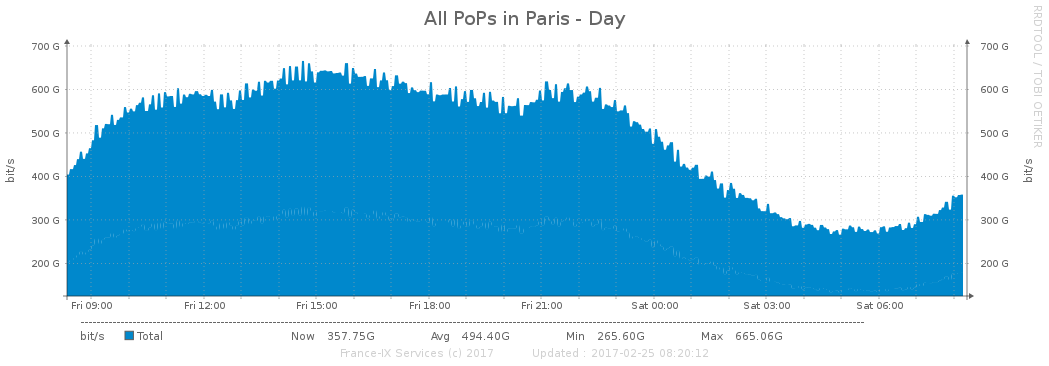 All PoPs in Paris - Day
RRDTOOL / TOBI OETIKER
700 G 700 G
600 G 600 G
500 G 500 G
400 G 400 G
300 G 300 G
200 G 200 G
bit/s bit/s
Fri 09:00 Fri 12:00 Fri 15:00 Fri 18:00 Fri 21:00 Sat 00:00 Sat 03:00 Sat 06:00
bit/s Total Now 357.75G Avg 494.40G Min 265.60G Max 665.06G
France-IX Services (c) 2017 Updated : 2017-02-25 08:20:12